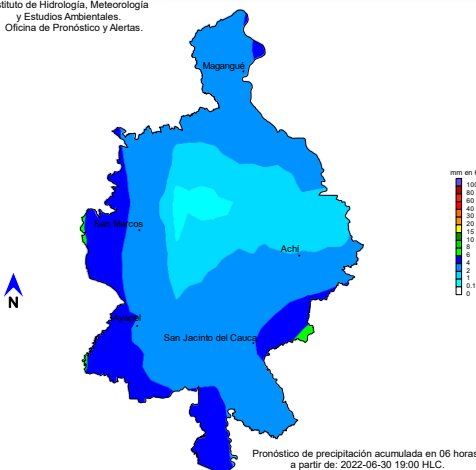 stituto de Hidrología, Meteorología
y Estudios Ambientales.
Oficina de Pronóstico y Alertas.
Magangué
San Marcos
Achí
Ayapel
San Jacinto del Cauca
N
mm en
100
80
60
40
30
20
15
10
8
6
4
2
1
0.1
0
Pronóstico de precipitación acumulada en 06 horas
a partir de: 2022-06-30 19:00 HLC.